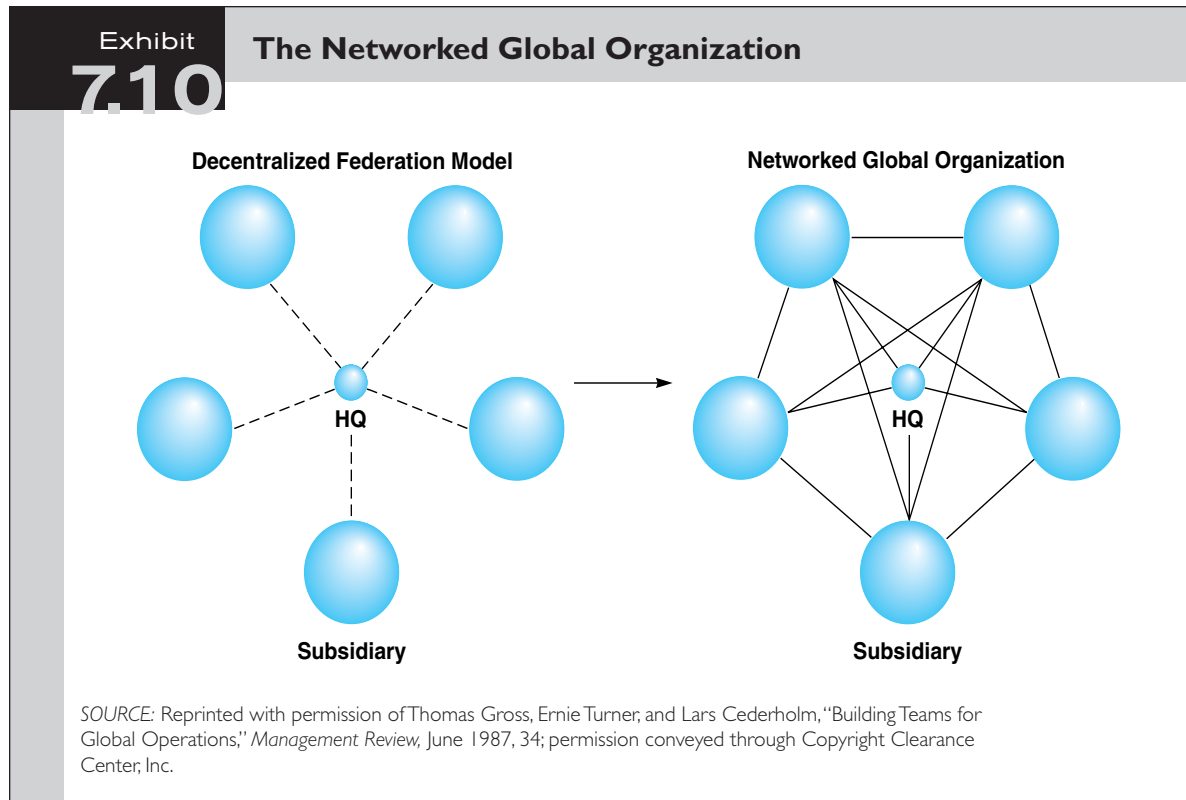 Exhibit
7.10
The Networked Global Organization
Decentralized Federation Model
HQ
Subsidiary
Networked Global Organization
HQ
Subsidiary
SOURCE: Reprinted with permission of Thomas Gross, Ernie Turner, and Lars Cederholm, “Building Teams for
Global Operations,” Management Review, June 1987, 34; permission conveyed through Copyright Clearance
Center, Inc.